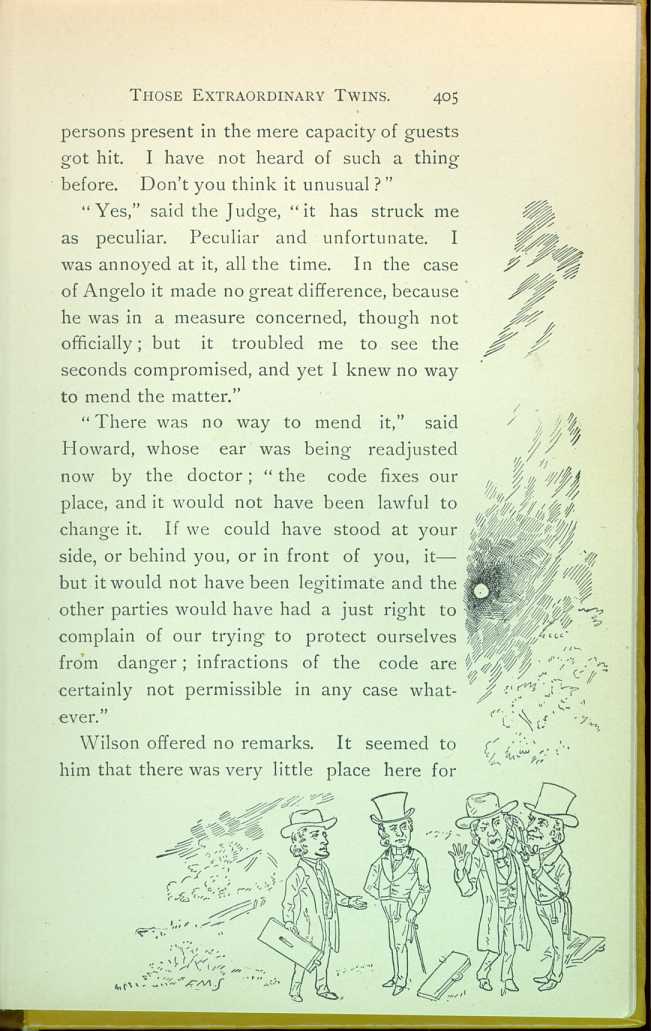 THOSE EXTRAORDINARY TWINS. 405
persons present in the mere capacity of guests
got hit. I have not heard of such a thing
before. Don't you think it unusual?"
"Yes," said the Judge, "it has struck me
as peculiar. Peculiar and unfortunate. I
was annoyed at it, all the time. In the case
of Angelo it made no great difference, because
he was in a measure concerned, though not
officially; but it troubled me to see the
seconds compromised, and yet I knew no way
to mend the matter."
"There was no way to mend it," said
Howard, whose ear was being readjusted
now by the doctor; "the code fixes our
place, and it would not have been lawful to
change it. If we could have stood at your
side, or behind you, or in front of you, it—
but it would not have been legitimate and the
other parties would have had a just right to
complain of our trying to protect ourselves
from danger; infractions of the code are
certainly not permissible in any case what-
ever."
Wilson offered no remarks. It seemed to
him that there was very little place here for
FMS